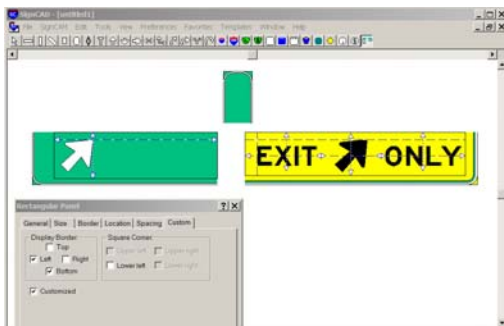 SignCAD - [untitled1]
File SignCAM Edit Tools View Preferences Favorites Templates Window Help
EXIT ONLY
Rectangular Panel
General Size Border Location Spacing Custom
Display Border Square Corner
Top Upper left Upper right
Left Right Lower left Lower right
Bottom
Customized